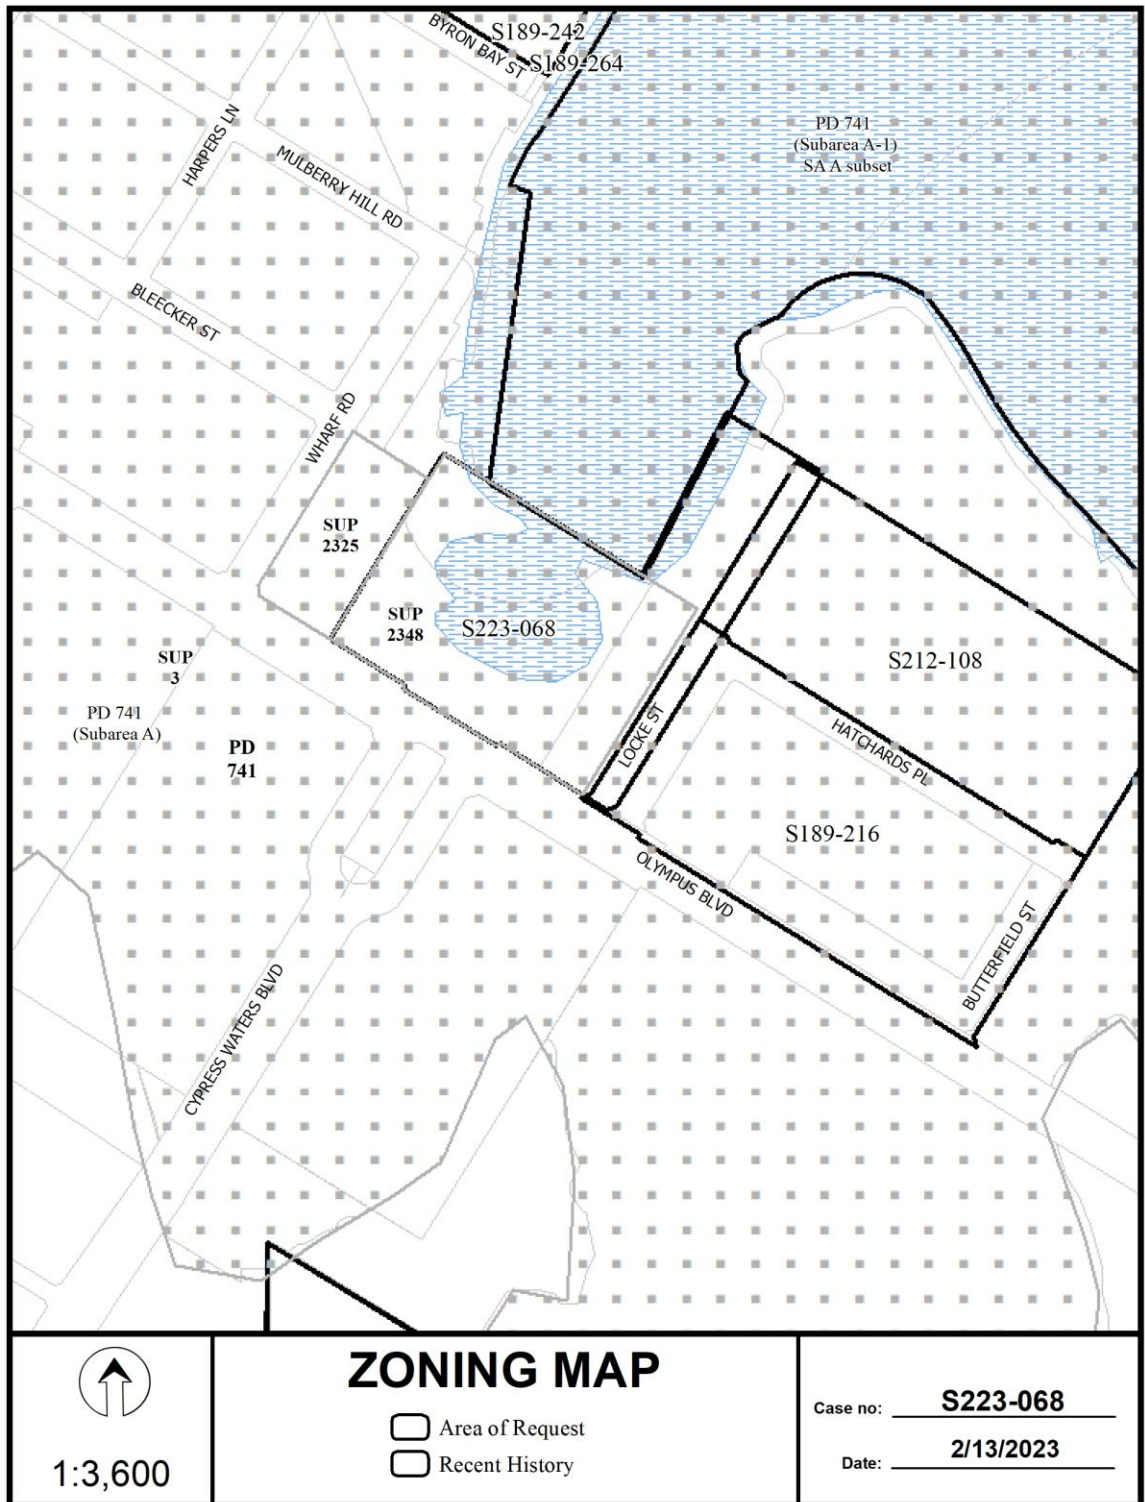 S189-242
BYRON BAY ST
S189-264
PD 741
(Subarea A-1)
SA A subset
HARPERS LN
MULBERRY HILL RD
BLEECKER ST
WHARF RD
SUP
2325
SUP
2348
S223-068
SUP
3
PD 741
(Subarea A)
PD
741
S212-108
LOCKE ST
HATCHARDS PL
S189-216
OLYMPUS BLVD
BUTTERFIELD ST
CYPRESS WATERS BLVD
1:3,600
ZONING MAP
Area of Request
Recent History
Case no: S223-068
Date: 2/13/2023